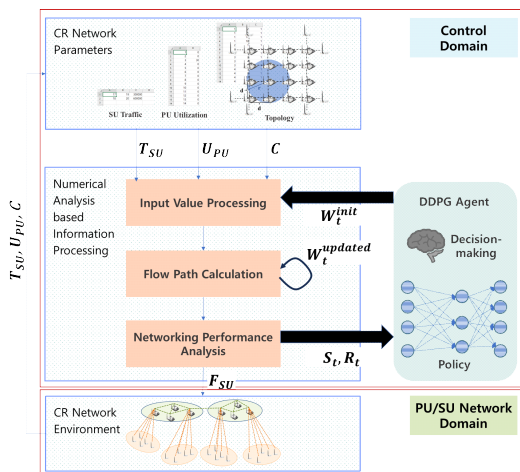 CR Network
Parameters
Control
Domain
SU Traffic
PU Utilization
Topology
d
r
d
T_SU
U_PU
C
Numerical
Analysis
based
Information
Processing
Input Value Processing
W_t^init
DDPG Agent
Decision-
making
W_t^updated
Flow Path Calculation
T_SU, U_PU, C
Networking Performance
Analysis
S_t, R_t
Policy
F_SU
CR Network
Environment
PU/SU Network
Domain